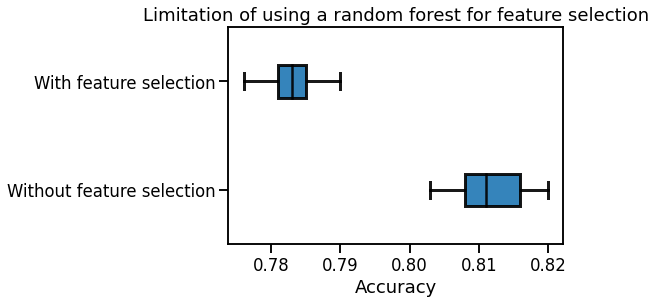 Limitation of using a random forest for feature selection
With feature selection
Without feature selection
0.78 0.79 0.80 0.81 0.82
Accuracy